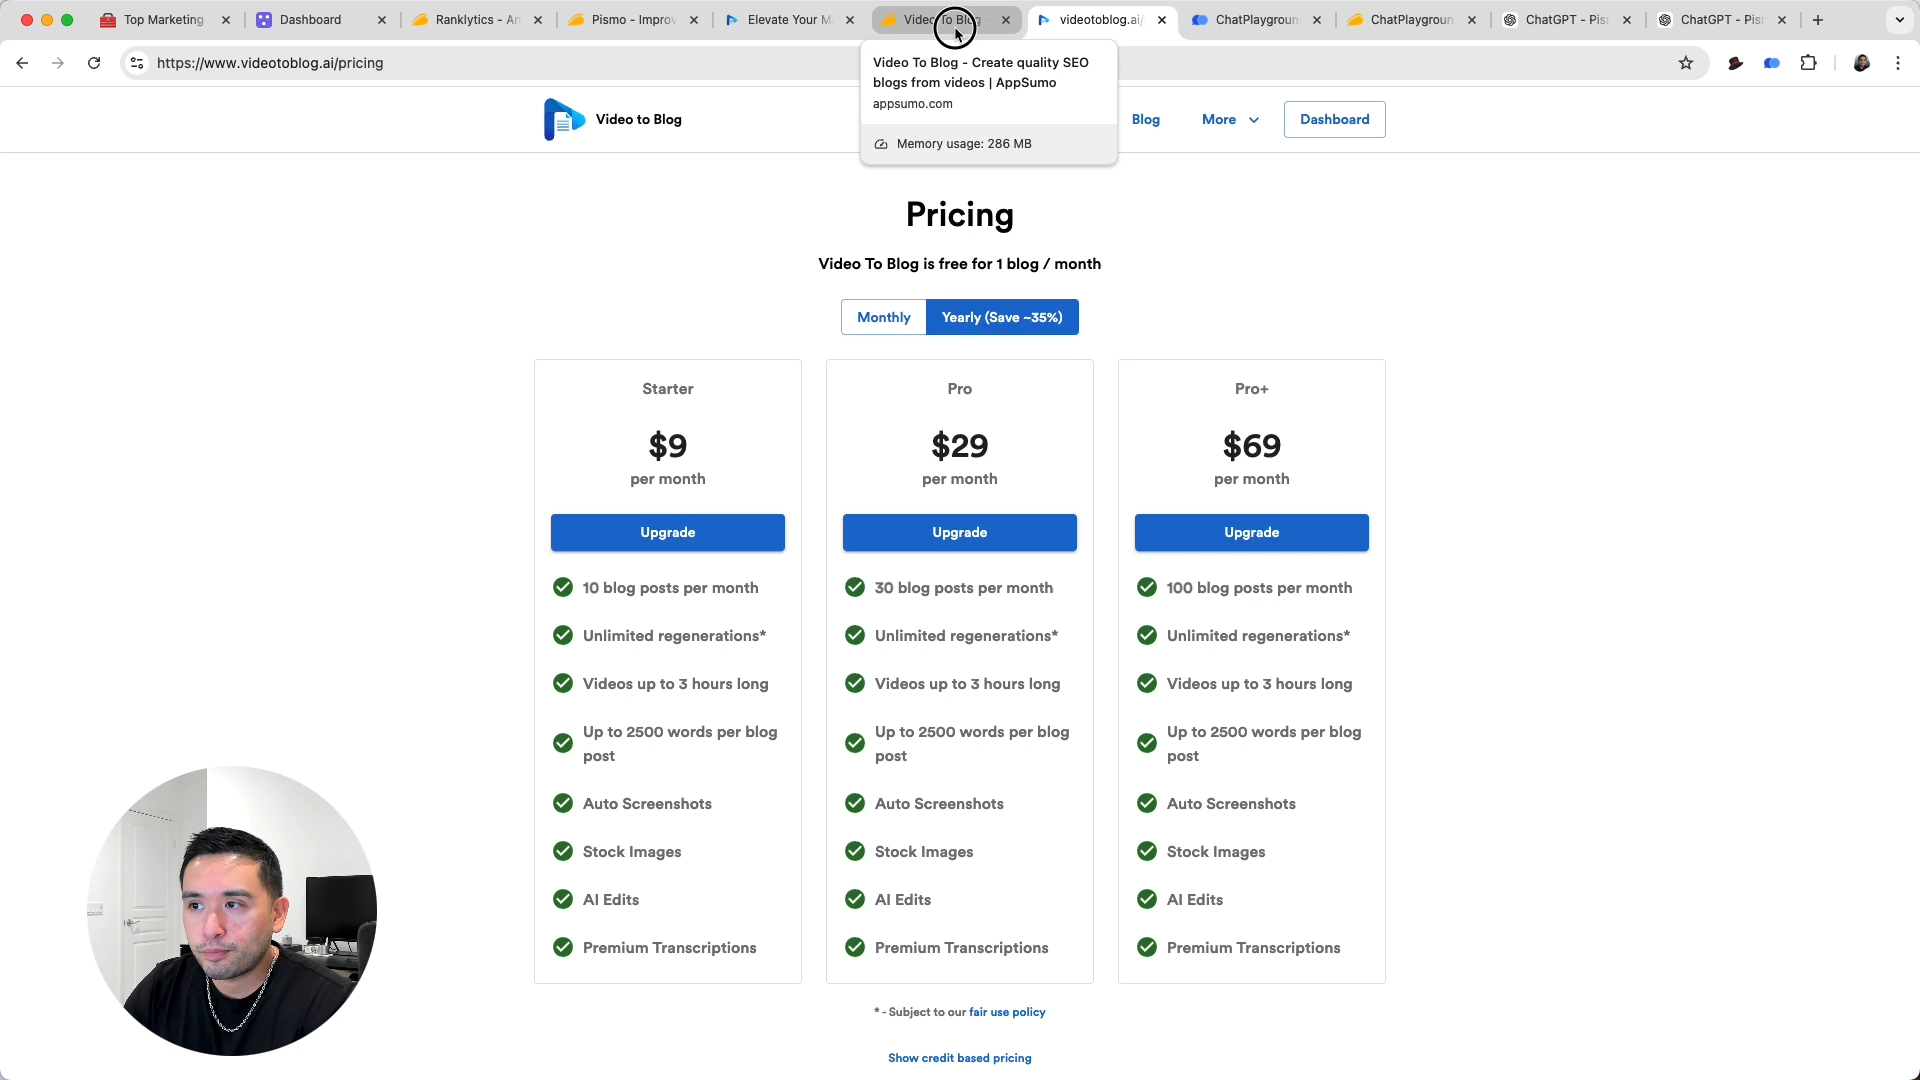 Top Marketing
Dashboard
Ranklytics - An
Pismo - Improv
Elevate Your M
Video To Blog -
videotoblog.ai/
ChatPlaygroun
ChatPlaygroun
ChatGPT - Pis
ChatGPT - Pis
https://www.videotoblog.ai/pricing
Video To Blog - Create quality SEO
blogs from videos | AppSumo
appsumo.com
Memory usage: 286 MB
Video to Blog
Blog
More
Dashboard
Pricing
Video To Blog is free for 1 blog / month
Monthly
Yearly (Save ~35%)
Starter
$9
per month
Upgrade
10 blog posts per month
Unlimited regenerations*
Videos up to 3 hours long
Up to 2500 words per blog
post
Auto Screenshots
Stock Images
AI Edits
Premium Transcriptions
Pro
$29
per month
Upgrade
30 blog posts per month
Unlimited regenerations*
Videos up to 3 hours long
Up to 2500 words per blog
post
Auto Screenshots
Stock Images
AI Edits
Premium Transcriptions
Pro+
$69
per month
Upgrade
100 blog posts per month
Unlimited regenerations*
Videos up to 3 hours long
Up to 2500 words per blog
post
Auto Screenshots
Stock Images
AI Edits
Premium Transcriptions
* - Subject to our fair use policy
Show credit based pricing